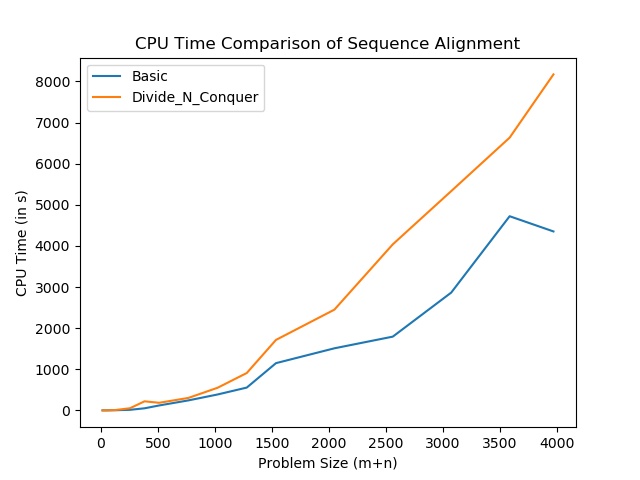 CPU Time Comparison of Sequence Alignment
Basic
Divide_N_Conquer
CPU Time (in s)
8000
7000
6000
5000
4000
3000
2000
1000
0
0 500 1000 1500 2000 2500 3000 3500 4000
Problem Size (m+n)